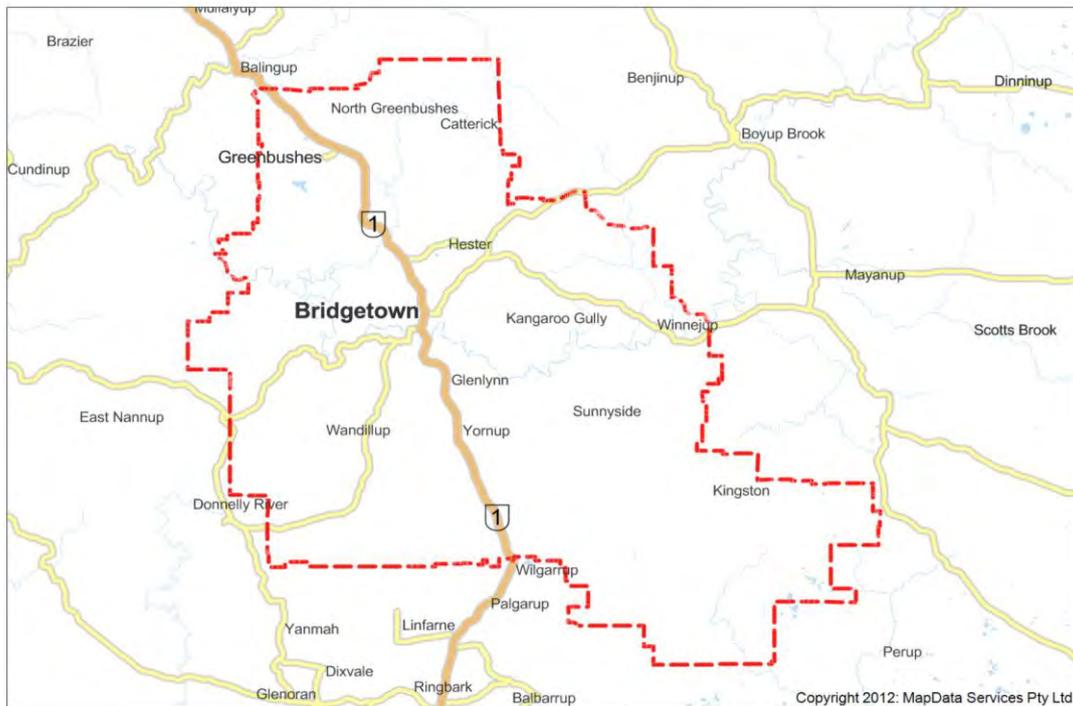 Mullalyup
Brazier
Balingup
Benjinup
Dinninup
North Greenbushes
Catterick
Boyup Brook
Greenbushes
Cundinup
1
Hester
Mayanup
Bridgetown
Kangaroo Gully
Winnejup
Scotts Brook
Glenlynn
East Nannup
Sunnyside
Wandillup
Yornup
Kingston
Donnelly River
1
Wilgarrup
Palgarup
Linfarne
Yanmah
Perup
Dixvale
Glenoran
Ringbark
Balbarrup
Copyright 2012: MapData Services Pty Ltd